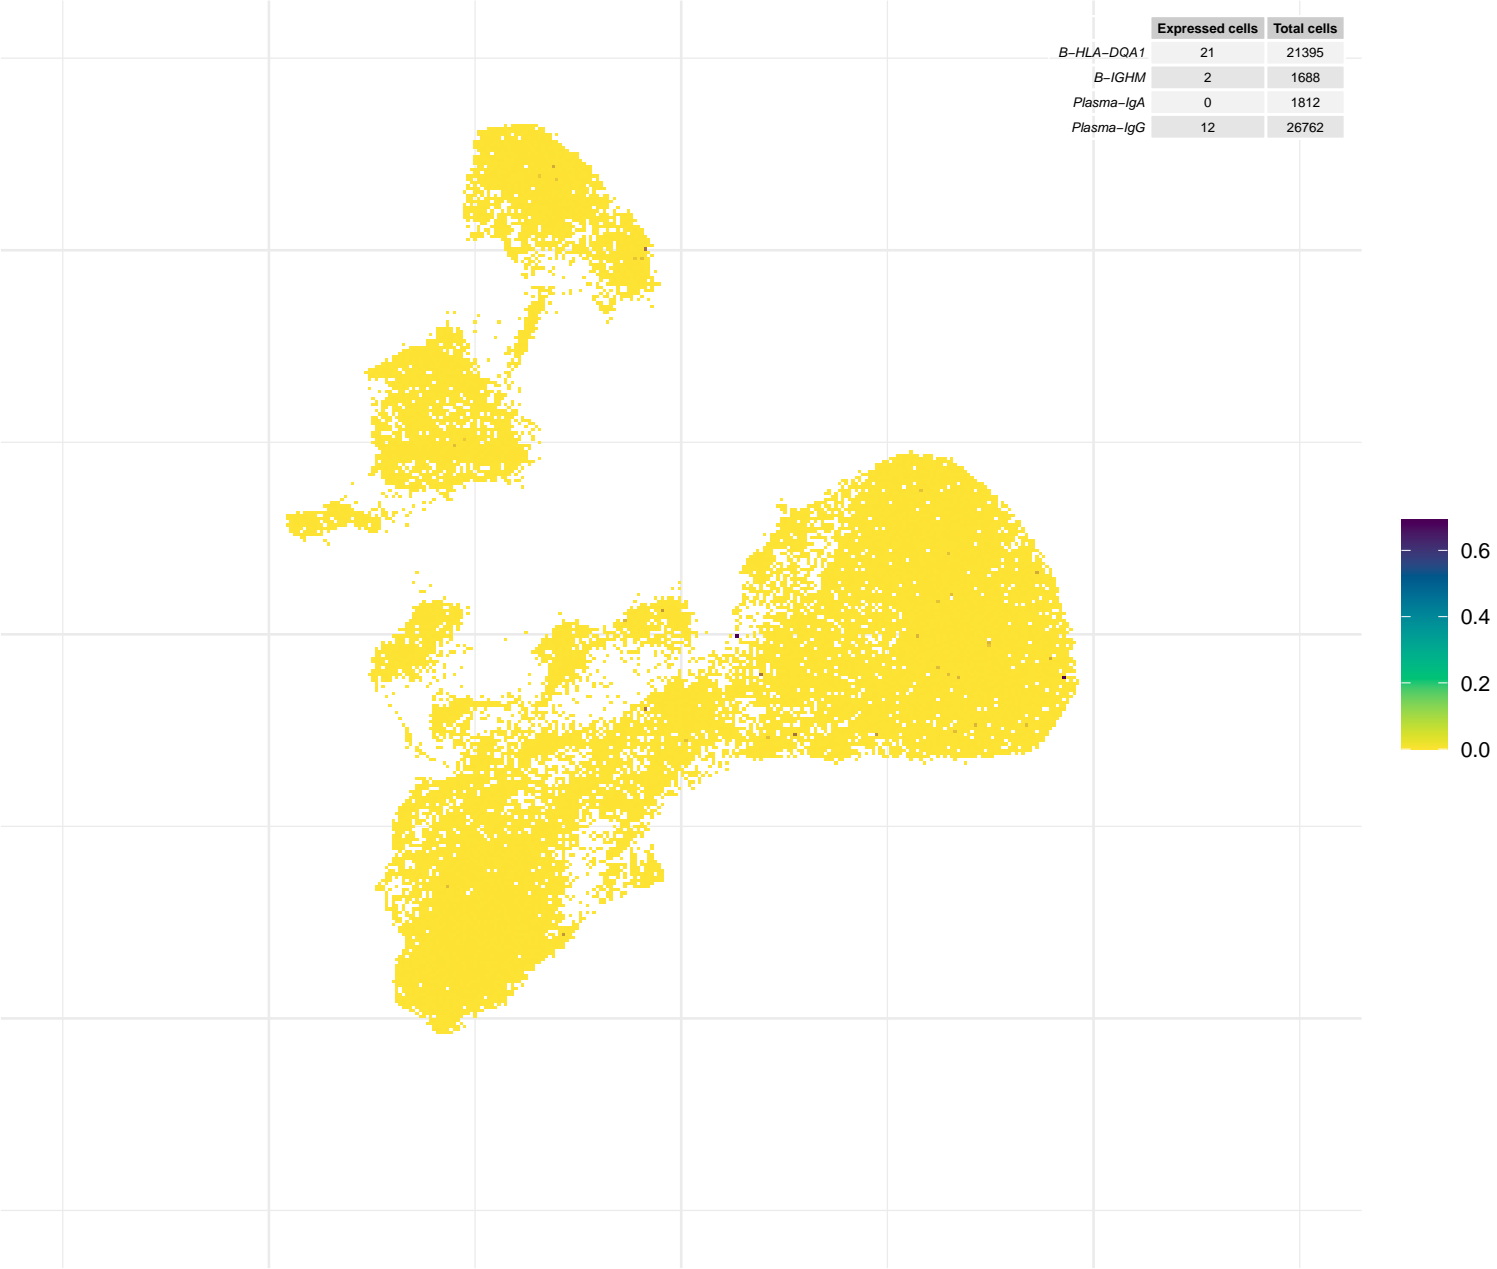 Expressed cells Total cells
B−HLA−DQA1 21 21395
B−IGHM 2 1688
Plasma−IgA 0 1812
Plasma−IgG 12 26762
0.6
0.4
0.2
0.0